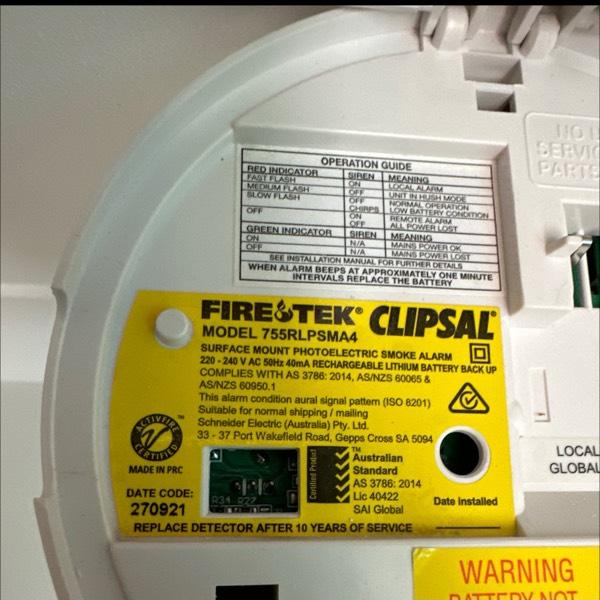 NO U
SERVIC
PARTS
OPERATION GUIDE
RED INDICATOR SIREN MEANING
FAST FLASH ON LOCAL ALARM
MEDIUM FLASH OFF UNIT IN HUSH MODE
SLOW FLASH OFF NORMAL OPERATION
CHIRPS LOW BATTERY CONDITION
OFF ON REMOTE ALARM
OFF ALL POWER LOST
GREEN INDICATOR SIREN MEANING
ON N/A MAINS POWER OK
OFF N/A MAINS POWER LOST
SEE INSTALLATION MANUAL FOR FURTHER DETAILS
WHEN ALARM BEEPS AT APPROXIMATELY ONE MINUTE
INTERVALS REPLACE THE BATTERY
FIRETEK® CLIPSAL®
MODEL 755RLPSMA4
SURFACE MOUNT PHOTOELECTRIC SMOKE ALARM
220 - 240 V AC 50Hz 40mA RECHARGEABLE LITHIUM BATTERY BACK UP
COMPLIES WITH AS 3786: 2014, AS/NZS 60065 &
AS/NZS 60950.1
This alarm condition aural signal pattern (ISO 8201)
Suitable for normal shipping / mailing
Schneider Electric (Australia) Pty. Ltd.
33 - 37 Port Wakefield Road, Gepps Cross SA 5094
ACTIVFIRE
CERTIFIED
™
MADE IN PRC
DATE CODE:
270921
R34 R27
Certified Product
™
Australian
Standard
AS 3786: 2014
Lic 40422
SAI Global
Date installed
REPLACE DETECTOR AFTER 10 YEARS OF SERVICE
LOCAL
GLOBAL
WARNING
BATTERY NOT